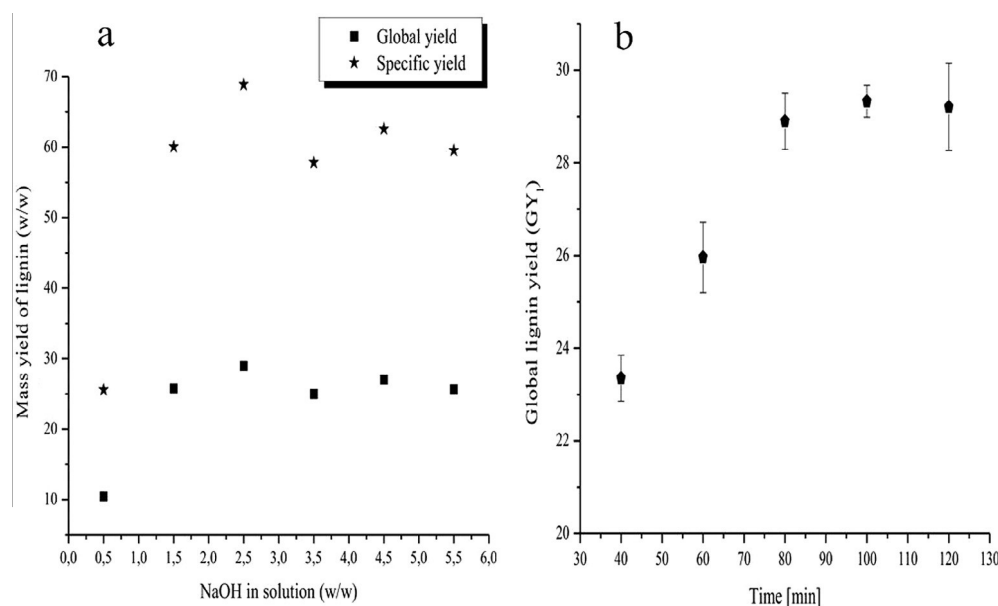 a
Global yield
Specific yield
70
60
50
40
30
20
10
Mass yield of lignin (w/w)
0,0 0,5 1,5 2,0 2,5 3,0 3,5 4,0 4,5 5,0 5,5 6,0
NaOH in solution (w/w)
b
30
28
26
24
22
20
Global lignin yield (GY₁)
30 40 50 60 70 80 90 100 110 120 130
Time [min]